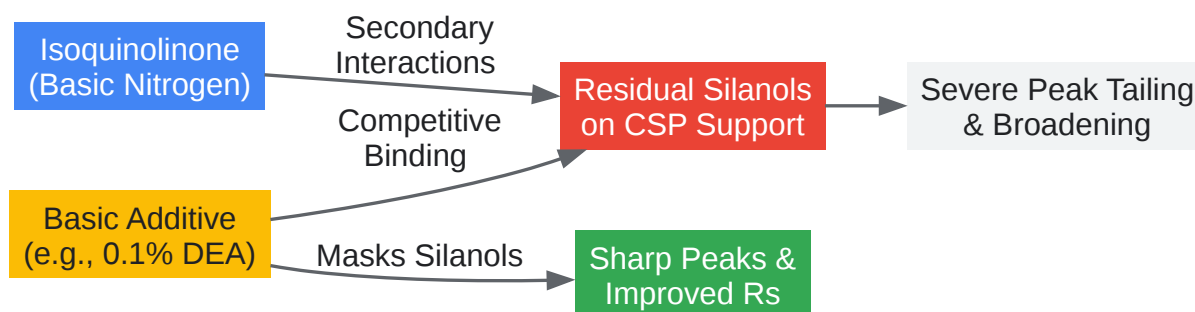 Isoquinolinone
(Basic Nitrogen)
Secondary
Interactions
Residual Silanols
on CSP Support
Severe Peak Tailing
& Broadening
Competitive
Binding
Basic Additive
(e.g., 0.1% DEA)
Masks Silanols
Sharp Peaks &
Improved Rs